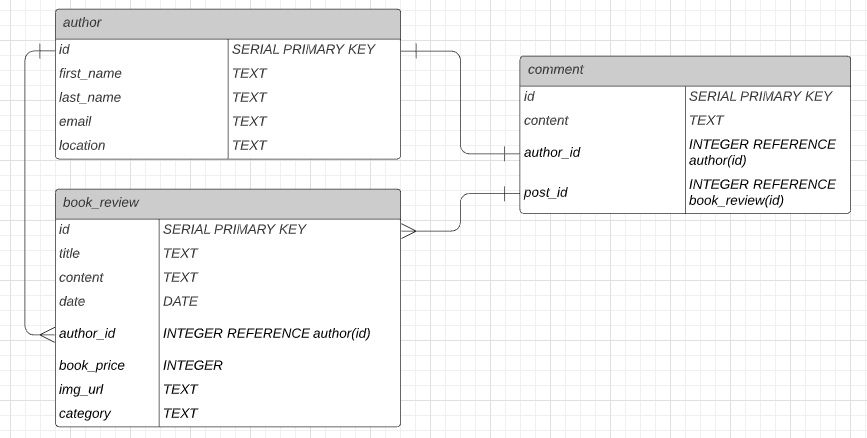 author
id SERIAL PRIMARY KEY
first_name TEXT
last_name TEXT
email TEXT
location TEXT
comment
id SERIAL PRIMARY KEY
content TEXT
author_id INTEGER REFERENCE
author(id)
post_id INTEGER REFERENCE
book_review(id)
book_review
id SERIAL PRIMARY KEY
title TEXT
content TEXT
date DATE
author_id INTEGER REFERENCE author(id)
book_price INTEGER
img_url TEXT
category TEXT